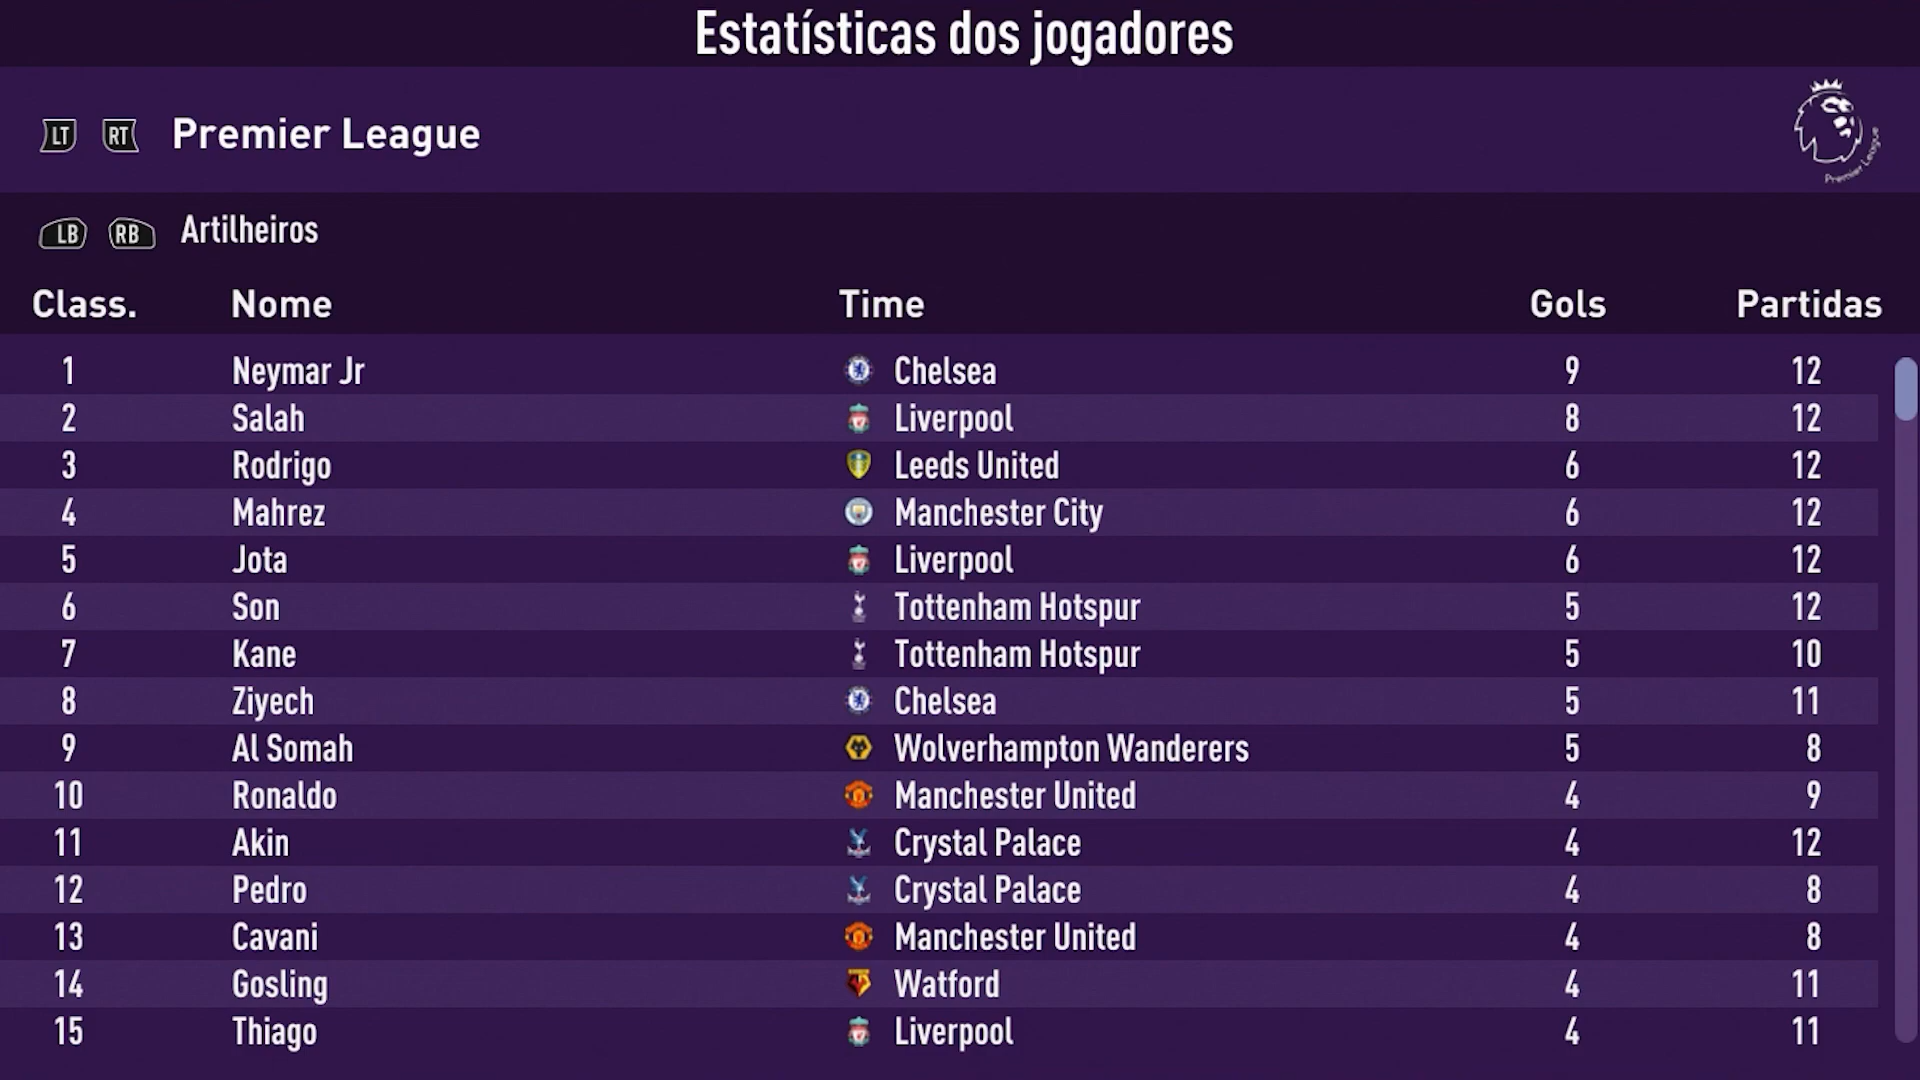 Estatísticas dos jogadores
LT RT Premier League
Premier League
LB RB Artilheiros
Class. Nome Time Gols Partidas
1 Neymar Jr Chelsea 9 12
2 Salah Liverpool 8 12
3 Rodrigo Leeds United 6 12
4 Mahrez Manchester City 6 12
5 Jota Liverpool 6 12
6 Son Tottenham Hotspur 5 12
7 Kane Tottenham Hotspur 5 10
8 Ziyech Chelsea 5 11
9 Al Somah Wolverhampton Wanderers 5 8
10 Ronaldo Manchester United 4 9
11 Akin Crystal Palace 4 12
12 Pedro Crystal Palace 4 8
13 Cavani Manchester United 4 8
14 Gosling Watford 4 11
15 Thiago Liverpool 4 11